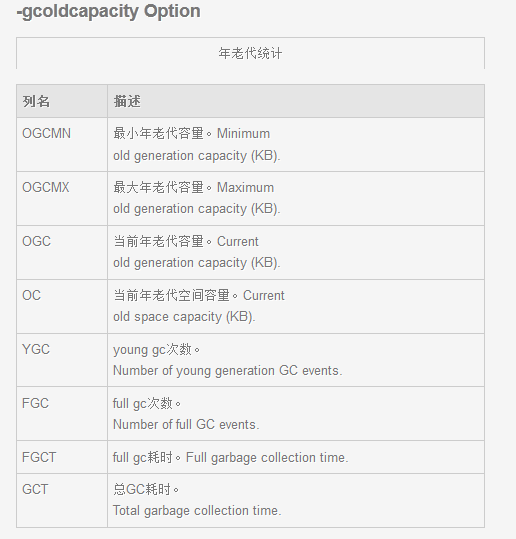 -gcoldcapacity Option
年老代统计
列名 描述
OGCMN 最小年老代容量。Minimum
old generation capacity (KB).
OGCMX 最大年老代容量。Maximum
old generation capacity (KB).
OGC 当前年老代容量。Current
old generation capacity (KB).
OC 当前年老代空间容量。Current
old space capacity (KB).
YGC young gc次数。
Number of young generation GC events.
FGC full gc次数。
Number of full GC events.
FGCT full gc耗时。Full garbage collection time.
GCT 总GC耗时。
Total garbage collection time.